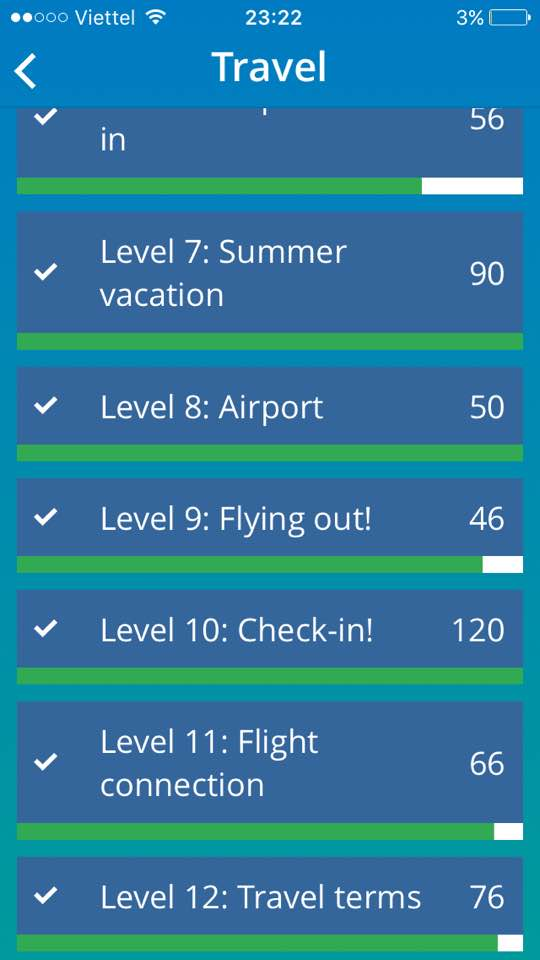 Viettel 23:22 3%
Travel
56
in
Level 7: Summer
vacation
90
Level 8: Airport 50
Level 9: Flying out! 46
Level 10: Check-in! 120
Level 11: Flight
connection
66
Level 12: Travel terms 76